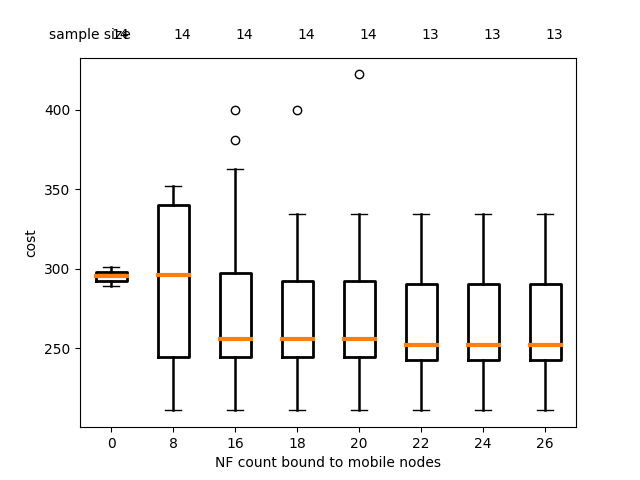 sample size 14 14 14 14 14 13 13 13
400
350
300
250
cost
0 8 16 18 20 22 24 26
NF count bound to mobile nodes